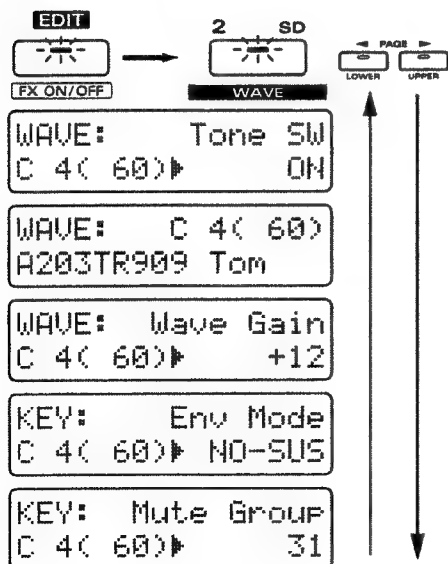 EDIT
2 SD
◄ PAGE ►
LOWER UPPER
FX ON/OFF
WAVE
WAVE: Tone SW
C 4( 60)▶ ON
WAVE: C 4( 60)
A203TR909 Tom
WAVE: Wave Gain
C 4( 60)▶ +12
KEY: Env Mode
C 4( 60)▶ NO-SUS
KEY: Mute Group
C 4( 60)▶ 31